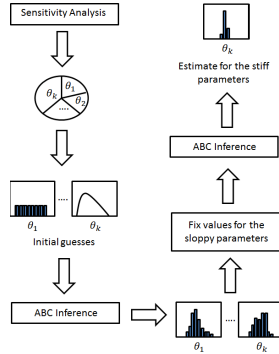 Sensitivity Analysis
θ1
θk
θ2
....
....
θ1
θk
Initial guesses
ABC Inference
....
θ1
θk
Fix values for the
sloppy parameters
ABC Inference
Estimate for the stiff
parameters
θk